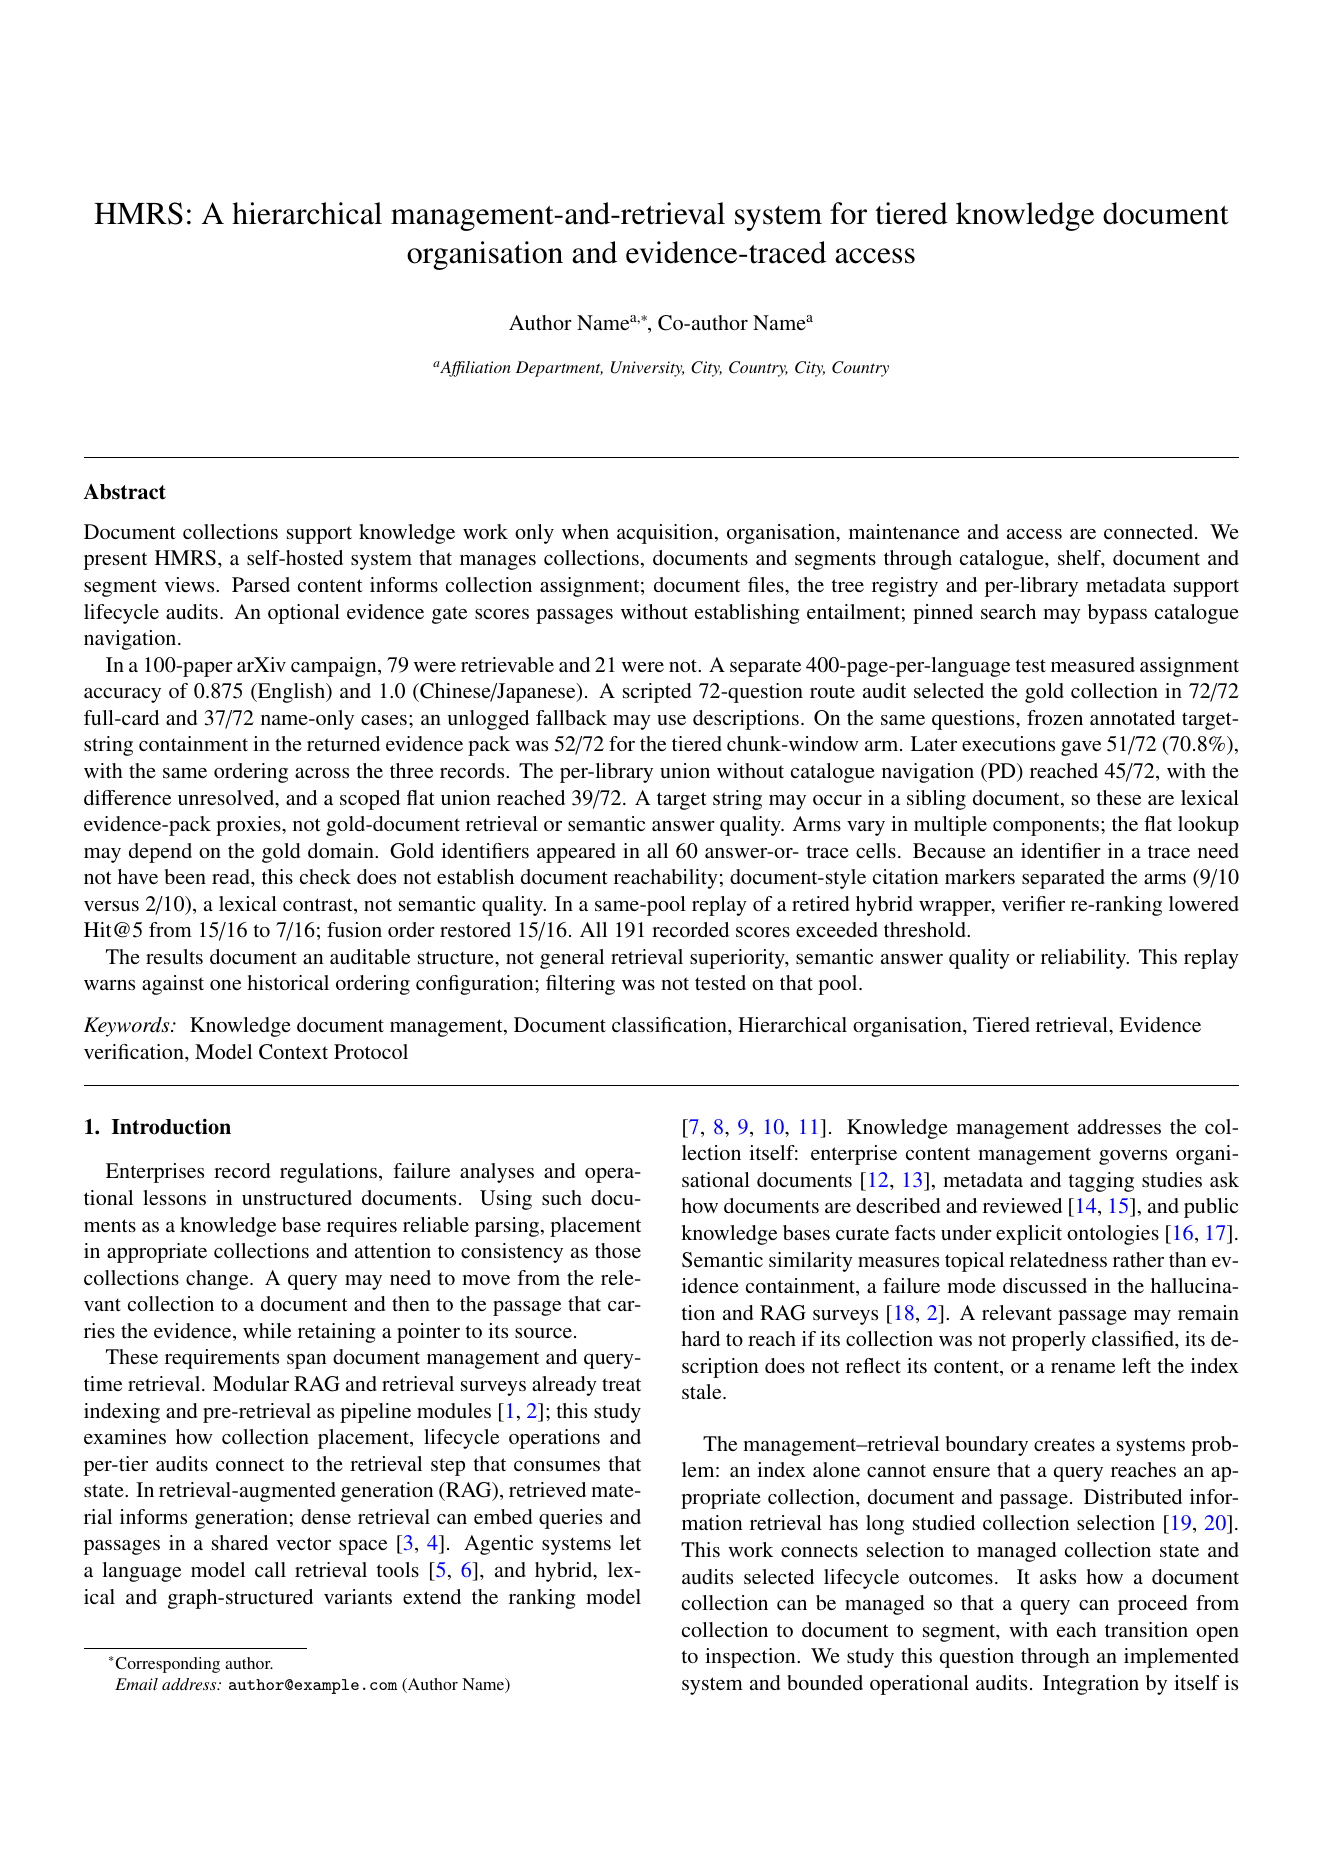 HMRS: A hierarchical management-and-retrieval system for tiered knowledge document
organisation and evidence-traced access
Author Nameᵃ,*, Co-author Nameᵃ
ᵃAffiliation Department, University, City, Country, City, Country
Abstract
Document collections support knowledge work only when acquisition, organisation, maintenance and access are connected. We
present HMRS, a self-hosted system that manages collections, documents and segments through catalogue, shelf, document and
segment views. Parsed content informs collection assignment; document files, the tree registry and per-library metadata support
lifecycle audits. An optional evidence gate scores passages without establishing entailment; pinned search may bypass catalogue
navigation.
In a 100-paper arXiv campaign, 79 were retrievable and 21 were not. A separate 400-page-per-language test measured assignment
accuracy of 0.875 (English) and 1.0 (Chinese/Japanese). A scripted 72-question route audit selected the gold collection in 72/72
full-card and 37/72 name-only cases; an unlogged fallback may use descriptions. On the same questions, frozen annotated target-
string containment in the returned evidence pack was 52/72 for the tiered chunk-window arm. Later executions gave 51/72 (70.8%),
with the same ordering across the three records. The per-library union without catalogue navigation (PD) reached 45/72, with the
difference unresolved, and a scoped flat union reached 39/72. A target string may occur in a sibling document, so these are lexical
evidence-pack proxies, not gold-document retrieval or semantic answer quality. Arms vary in multiple components; the flat lookup
may depend on the gold domain. Gold identifiers appeared in all 60 answer-or- trace cells. Because an identifier in a trace need
not have been read, this check does not establish document reachability; document-style citation markers separated the arms (9/10
versus 2/10), a lexical contrast, not semantic quality. In a same-pool replay of a retired hybrid wrapper, verifier re-ranking lowered
Hit@5 from 15/16 to 7/16; fusion order restored 15/16. All 191 recorded scores exceeded threshold.
The results document an auditable structure, not general retrieval superiority, semantic answer quality or reliability. This replay
warns against one historical ordering configuration; filtering was not tested on that pool.
Keywords: Knowledge document management, Document classification, Hierarchical organisation, Tiered retrieval, Evidence
verification, Model Context Protocol
1. Introduction
Enterprises record regulations, failure analyses and opera-
tional lessons in unstructured documents. Using such docu-
ments as a knowledge base requires reliable parsing, placement
in appropriate collections and attention to consistency as those
collections change. A query may need to move from the rele-
vant collection to a document and then to the passage that car-
ries the evidence, while retaining a pointer to its source.
These requirements span document management and query-
time retrieval. Modular RAG and retrieval surveys already treat
indexing and pre-retrieval as pipeline modules [1, 2]; this study
examines how collection placement, lifecycle operations and
per-tier audits connect to the retrieval step that consumes that
state. In retrieval-augmented generation (RAG), retrieved mate-
rial informs generation; dense retrieval can embed queries and
passages in a shared vector space [3, 4]. Agentic systems let
a language model call retrieval tools [5, 6], and hybrid, lex-
ical and graph-structured variants extend the ranking model
*Corresponding author.
Email address: author@example.com (Author Name)
[7, 8, 9, 10, 11]. Knowledge management addresses the col-
lection itself: enterprise content management governs organi-
sational documents [12, 13], metadata and tagging studies ask
how documents are described and reviewed [14, 15], and public
knowledge bases curate facts under explicit ontologies [16, 17].
Semantic similarity measures topical relatedness rather than ev-
idence containment, a failure mode discussed in the hallucina-
tion and RAG surveys [18, 2]. A relevant passage may remain
hard to reach if its collection was not properly classified, its de-
scription does not reflect its content, or a rename left the index
stale.
The management–retrieval boundary creates a systems prob-
lem: an index alone cannot ensure that a query reaches an ap-
propriate collection, document and passage. Distributed infor-
mation retrieval has long studied collection selection [19, 20].
This work connects selection to managed collection state and
audits selected lifecycle outcomes. It asks how a document
collection can be managed so that a query can proceed from
collection to document to segment, with each transition open
to inspection. We study this question through an implemented
system and bounded operational audits. Integration by itself is